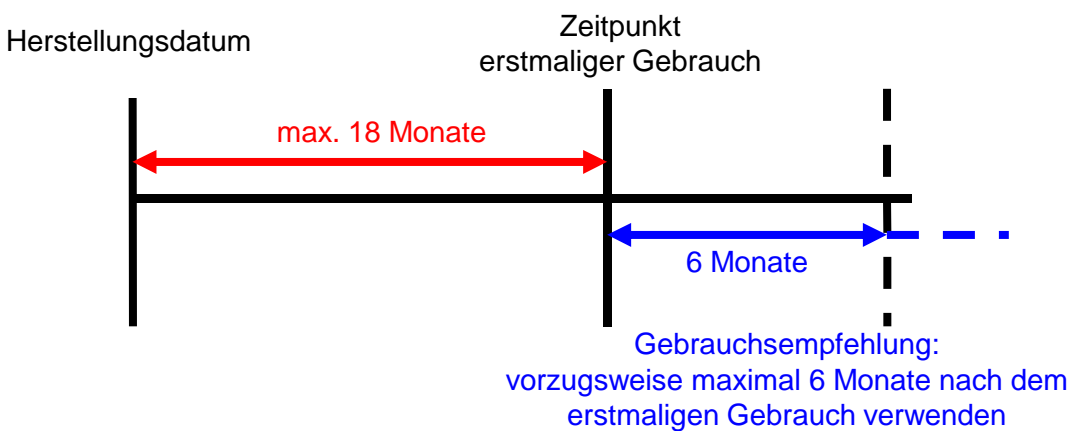 Herstellungsdatum
Zeitpunkt
erstmaliger Gebrauch
max. 18 Monate
6 Monate
Gebrauchsempfehlung:
vorzugsweise maximal 6 Monate nach dem
erstmaligen Gebrauch verwenden